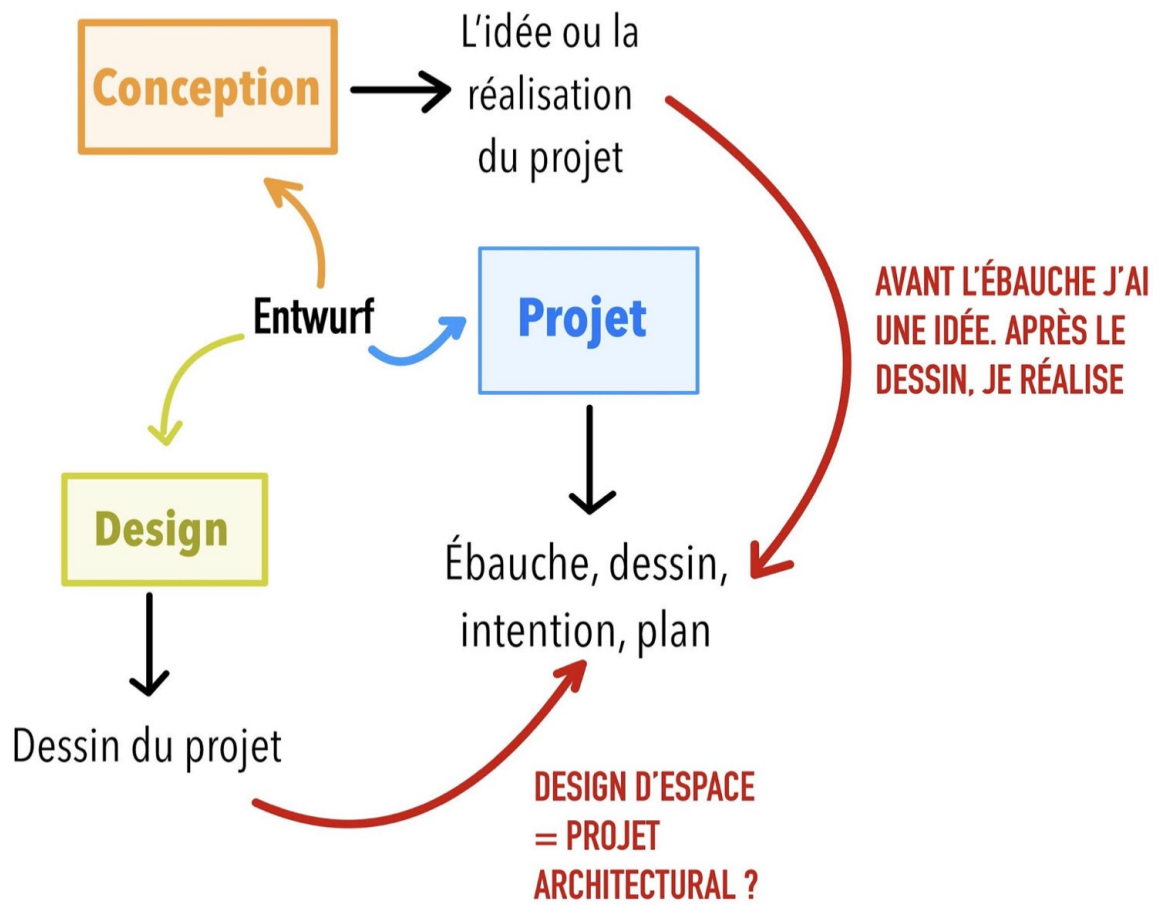 Conception
L'idée ou la
réalisation
du projet
Entwurf
Projet
AVANT L'ÉBAUCHE J'AI
UNE IDÉE. APRÈS LE
DESSIN, JE RÉALISE
Design
Ébauche, dessin,
intention, plan
Dessin du projet
DESIGN D'ESPACE
= PROJET
ARCHITECTURAL ?